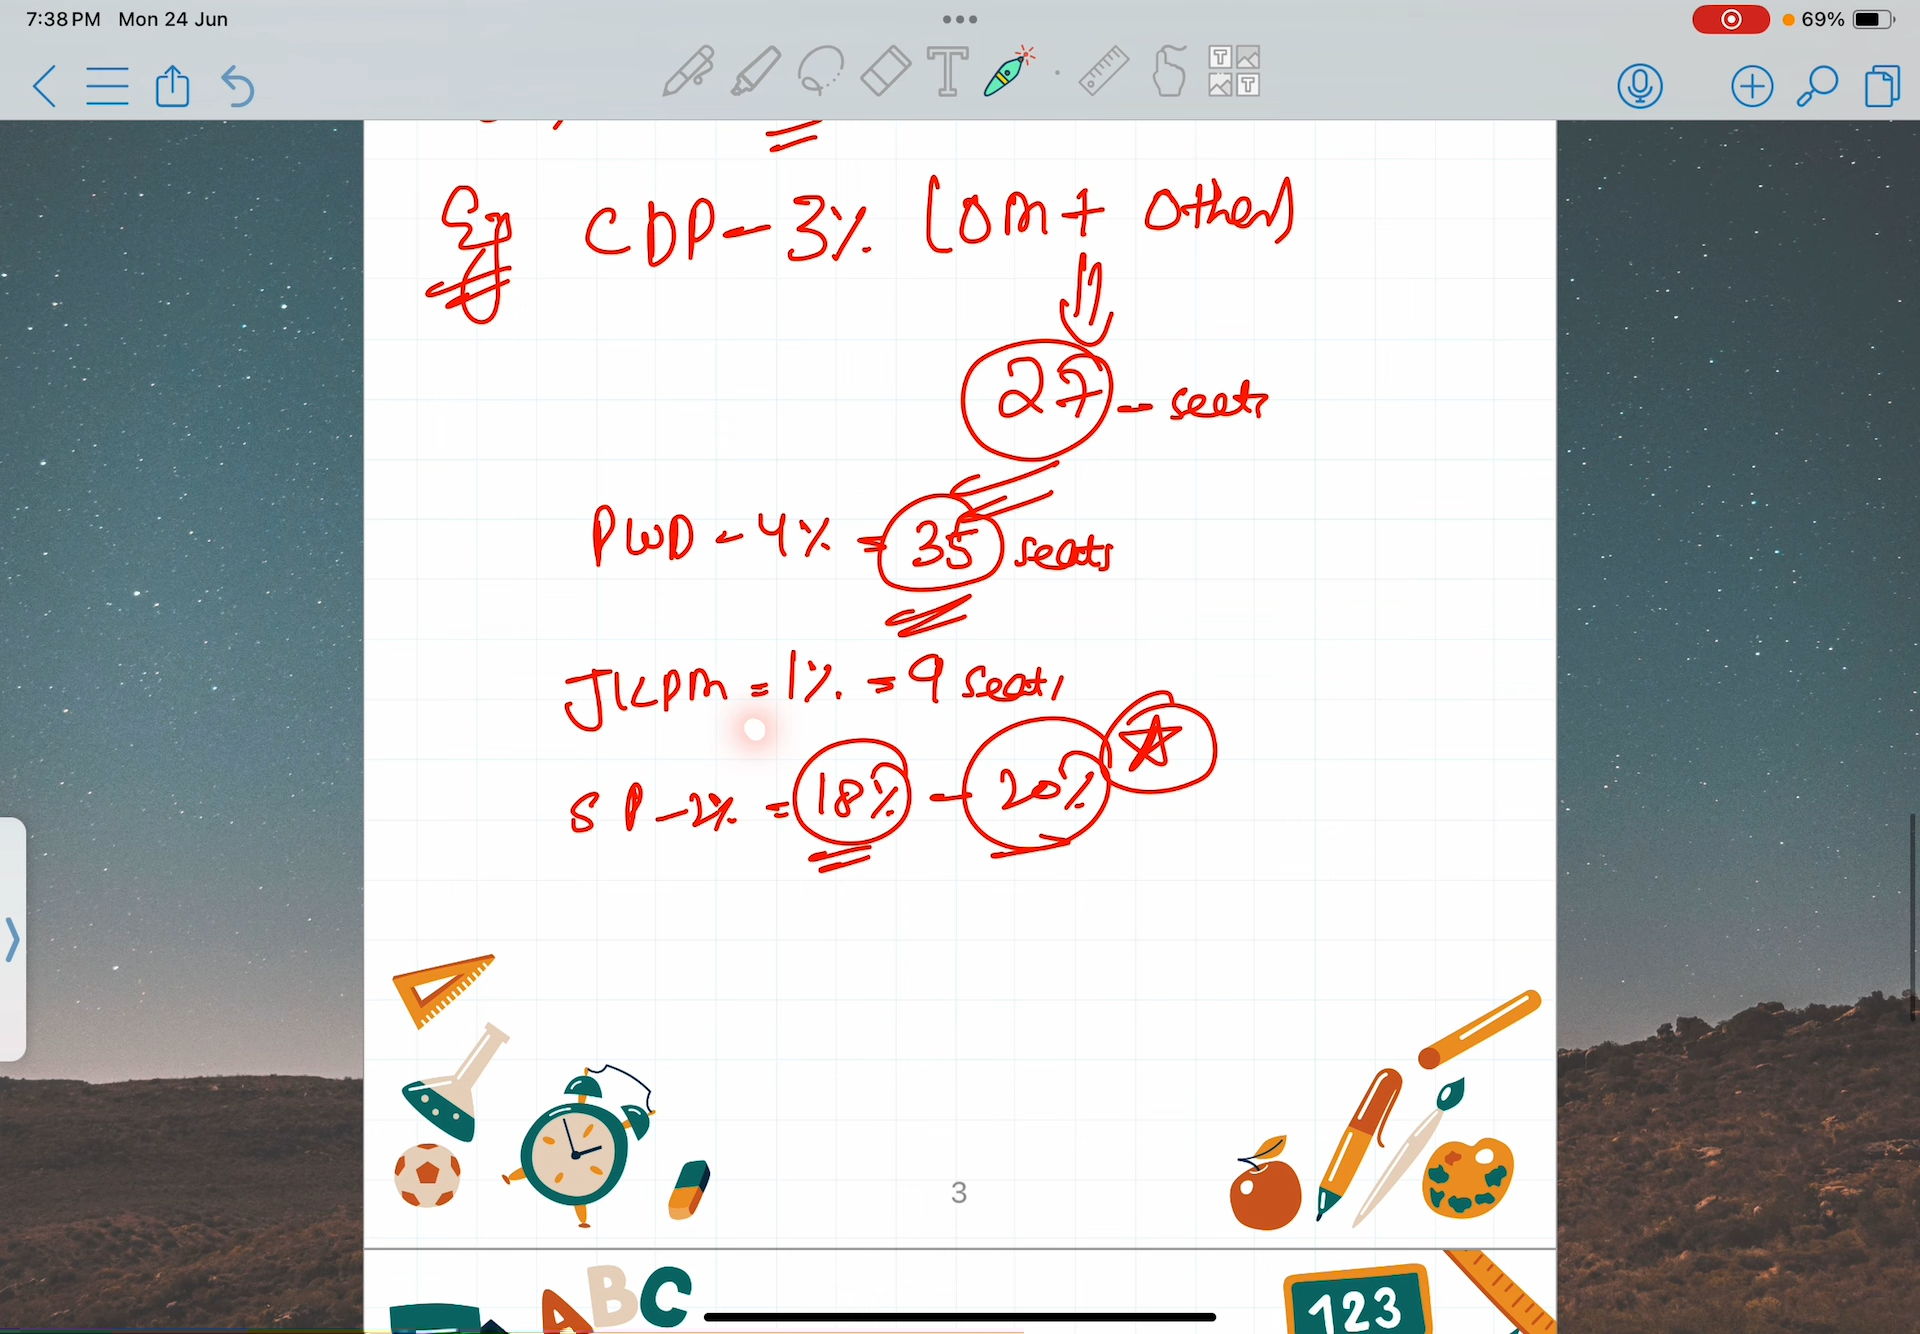 7:38 PM Mon 24 Jun
69%
Eg CDP - 3% (OM + Other)
27 - seats
PWD - 4% = 35 seats
JKPM = 1% = 9 seats
SP - 2% = 18% - 20%
3
ABC
123